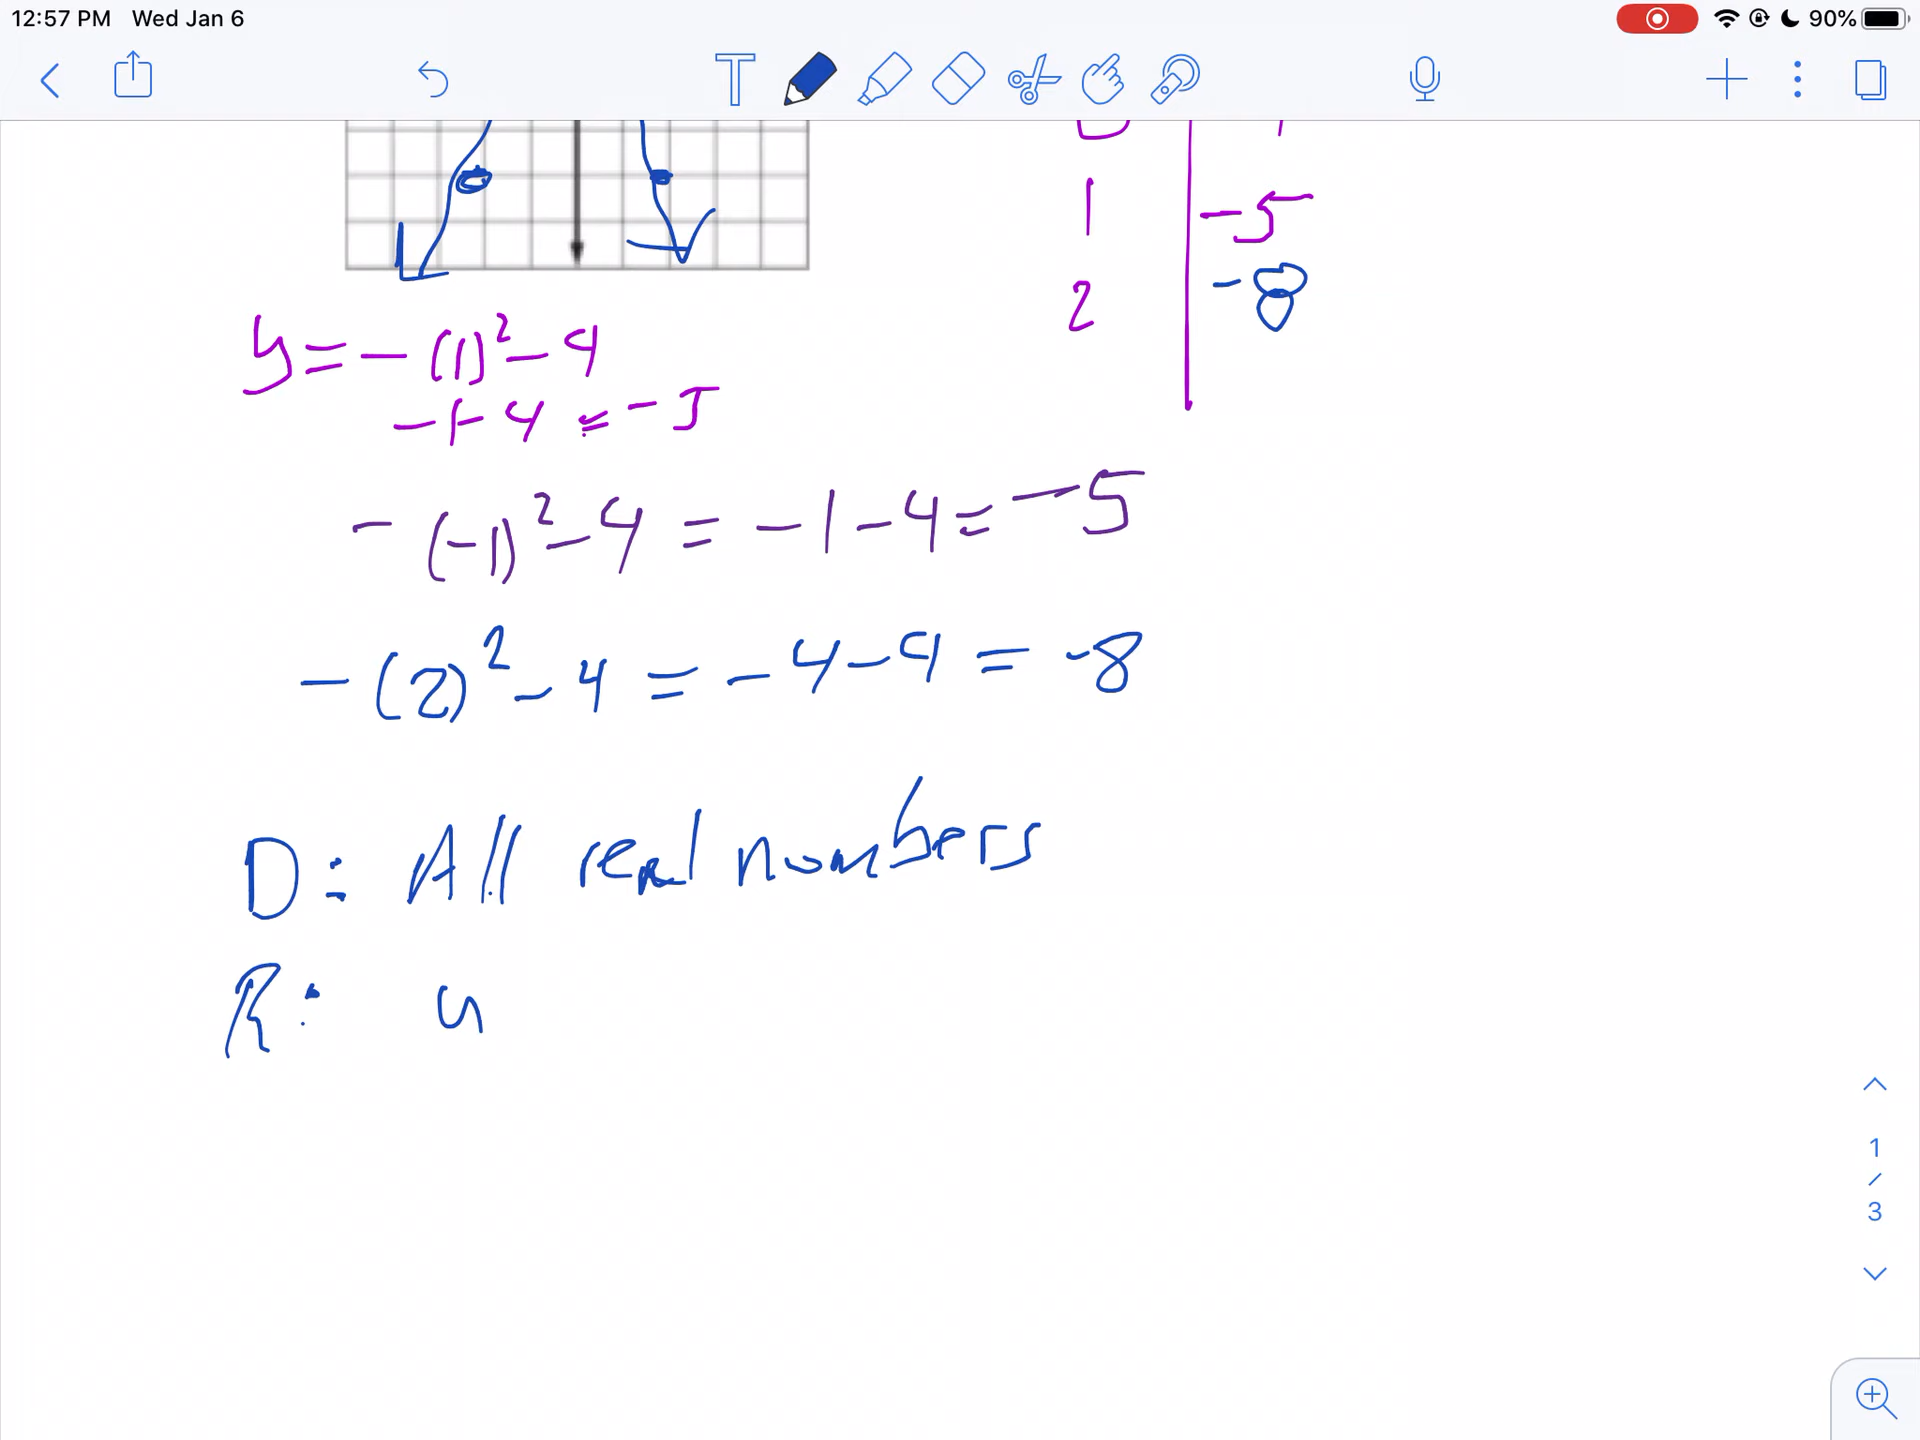 12:57 PM Wed Jan 6
90%
T
1 -5
2 -8
y = -(1)² - 4
-1 - 4 = -5
-(-1)² - 4 = -1 - 4 = -5
-(2)² - 4 = -4 - 4 = -8
D: All real numbers
R:
1
/
3